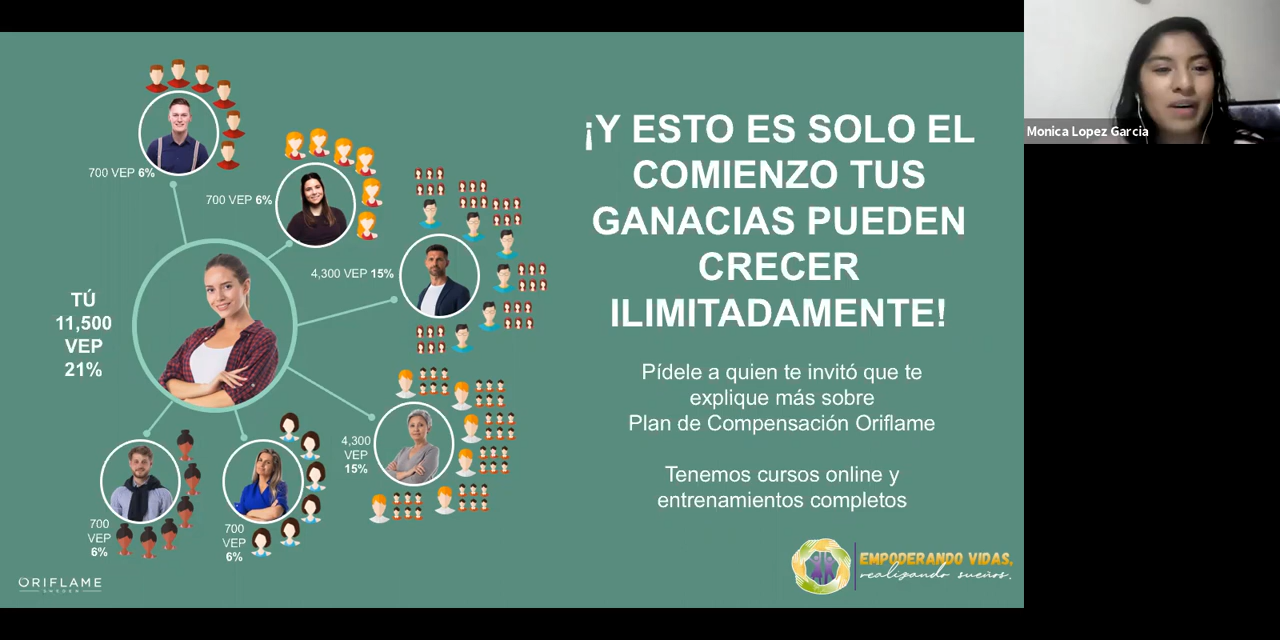 700 VEP 6%
700 VEP 6%
4,300 VEP 15%
TÚ
11,500
VEP
21%
4,300
VEP
15%
700
VEP
6%
700
VEP
6%
ORIFLAME
SWEDEN
¡Y ESTO ES SOLO EL
COMIENZO TUS
GANACIAS PUEDEN
CRECER
ILIMITADAMENTE!
Pídele a quien te invitó que te
explique más sobre
Plan de Compensación Oriflame
Tenemos cursos online y
entrenamientos completos
EMPODERANDO VIDAS,
realizando sueños.
Monica Lopez Garcia